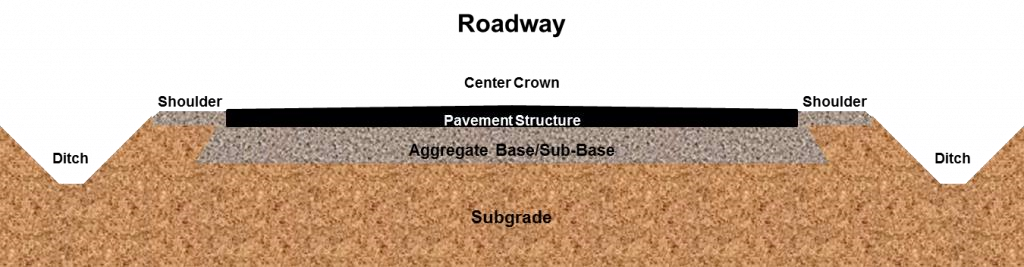 Roadway
Center Crown
Shoulder
Shoulder
Pavement Structure
Aggregate Base/Sub-Base
Ditch
Ditch
Subgrade